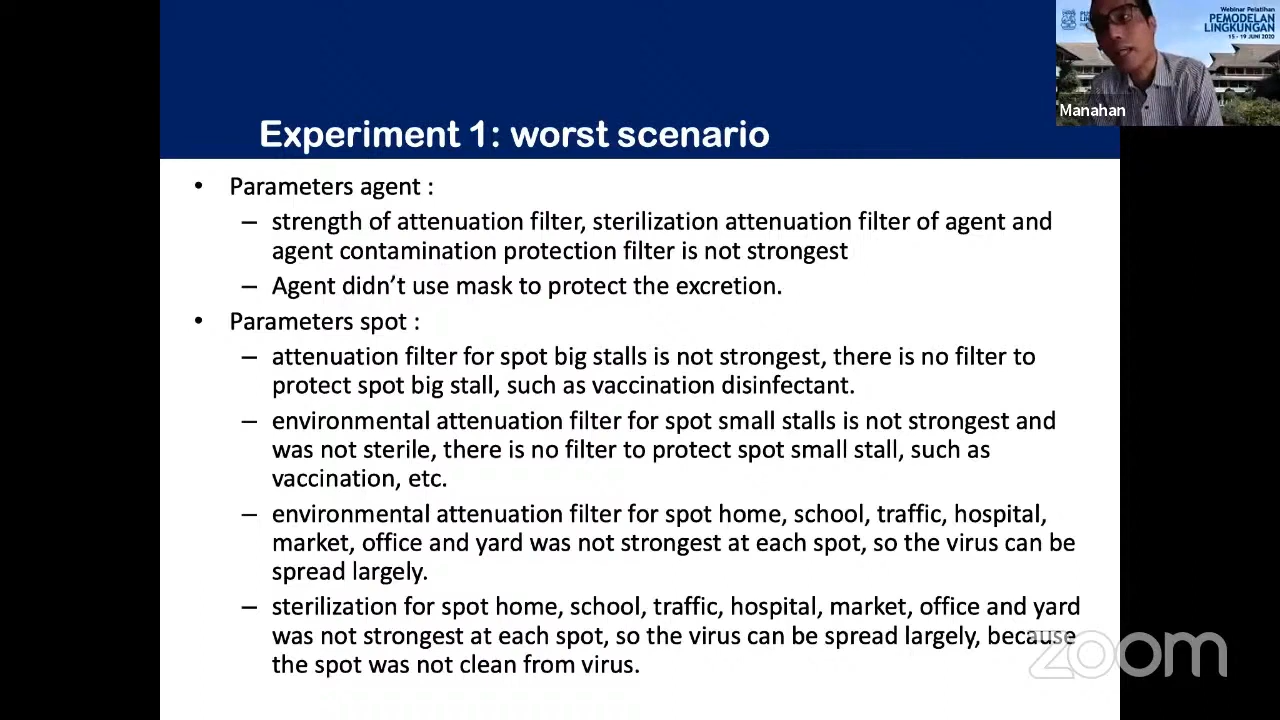 Webinar Pelatihan
PEMODELAN
LINGKUNGAN
15 - 19 JUNI 2020
Manahan
Experiment 1: worst scenario
• Parameters agent :
– strength of attenuation filter, sterilization attenuation filter of agent and
agent contamination protection filter is not strongest
– Agent didn’t use mask to protect the excretion.
• Parameters spot :
– attenuation filter for spot big stalls is not strongest, there is no filter to
protect spot big stall, such as vaccination disinfectant.
– environmental attenuation filter for spot small stalls is not strongest and
was not sterile, there is no filter to protect spot small stall, such as
vaccination, etc.
– environmental attenuation filter for spot home, school, traffic, hospital,
market, office and yard was not strongest at each spot, so the virus can be
spread largely.
– sterilization for spot home, school, traffic, hospital, market, office and yard
was not strongest at each spot, so the virus can be spread largely, because
the spot was not clean from virus.
zoom